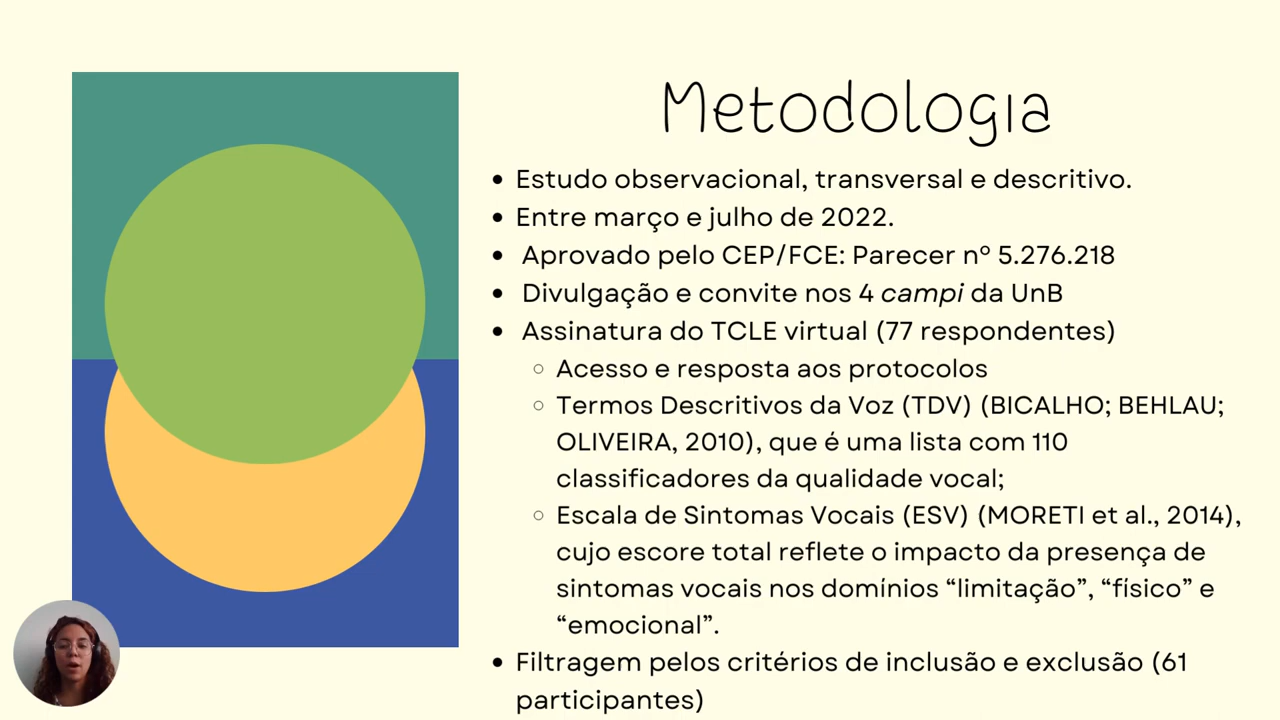 Metodologia
• Estudo observacional, transversal e descritivo.
• Entre março e julho de 2022.
• Aprovado pelo CEP/FCE: Parecer nº 5.276.218
• Divulgação e convite nos 4 campi da UnB
• Assinatura do TCLE virtual (77 respondentes)
◦ Acesso e resposta aos protocolos
◦ Termos Descritivos da Voz (TDV) (BICALHO; BEHLAU;
OLIVEIRA, 2010), que é uma lista com 110
classificadores da qualidade vocal;
◦ Escala de Sintomas Vocais (ESV) (MORETI et al., 2014),
cujo escore total reflete o impacto da presença de
sintomas vocais nos domínios “limitação”, “físico” e
“emocional”.
• Filtragem pelos critérios de inclusão e exclusão (61
participantes)